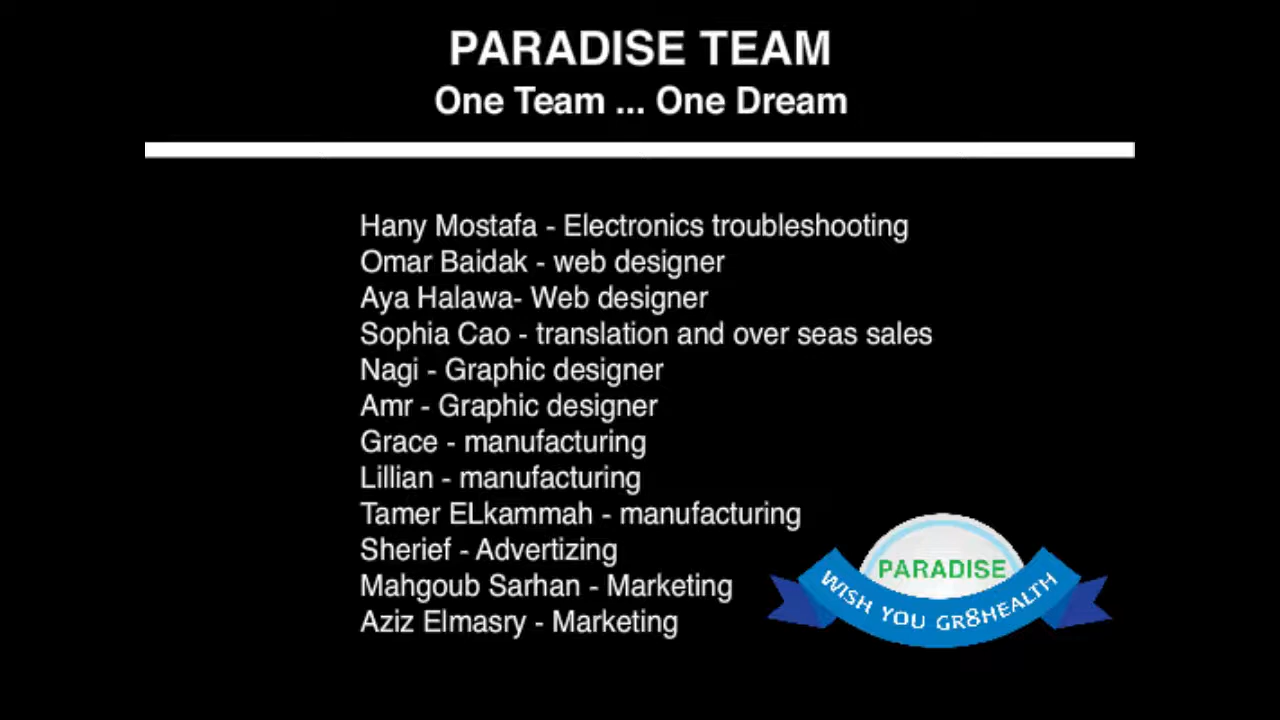 PARADISE TEAM
One Team ... One Dream
Hany Mostafa - Electronics troubleshooting
Omar Baidak - web designer
Aya Halawa- Web designer
Sophia Cao - translation and over seas sales
Nagi - Graphic designer
Amr - Graphic designer
Grace - manufacturing
Lillian - manufacturing
Tamer ELkammah - manufacturing
Sherief - Advertizing
Mahgoub Sarhan - Marketing
Aziz Elmasry - Marketing
PARADISE
WISH YOU GR8HEALTH